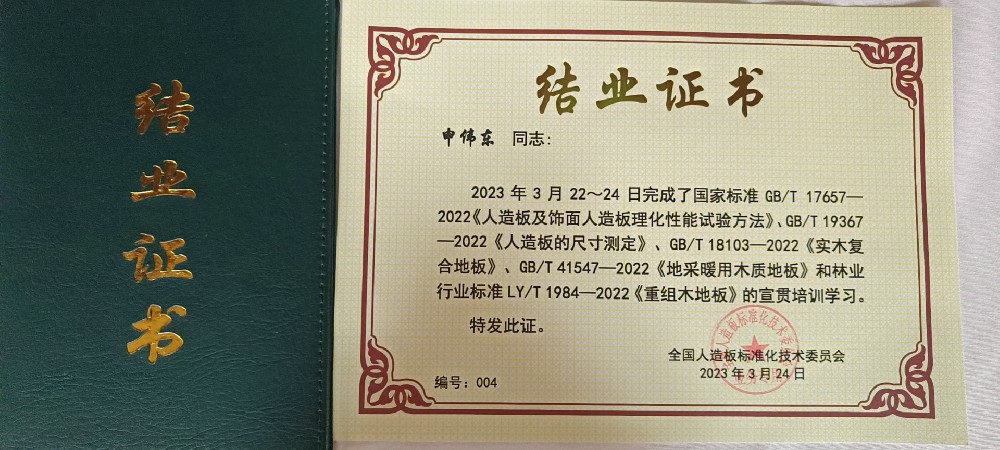 结业证书
结业证书
申伟东 同志：
2023 年 3 月 22～24 日完成了国家标准 GB/T 17657—
2022《人造板及饰面人造板理化性能试验方法》、GB/T 19367
—2022《人造板的尺寸测定》、GB/T 18103—2022《实木复
合地板》、GB/T 41547—2022《地采暖用木质地板》和林业
行业标准 LY/T 1984—2022《重组木地板》的宣贯培训学习。
特发此证。
全国人造板标准化技术委员会
2023 年 3 月 24 日
编号：004